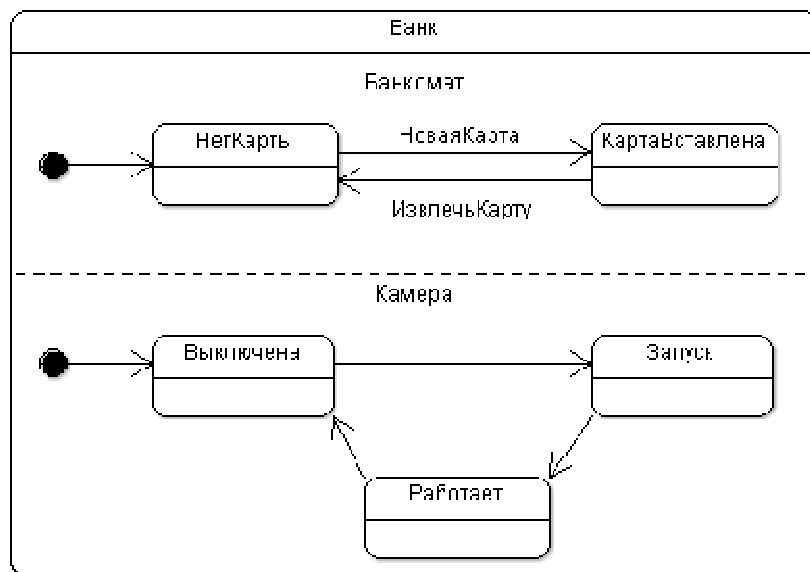 Банк
Банкомат
НетКарты
НоваяКарта
КартаВставлена
ИзвлечьКарту
Камера
Выключена
Запуск
Работает